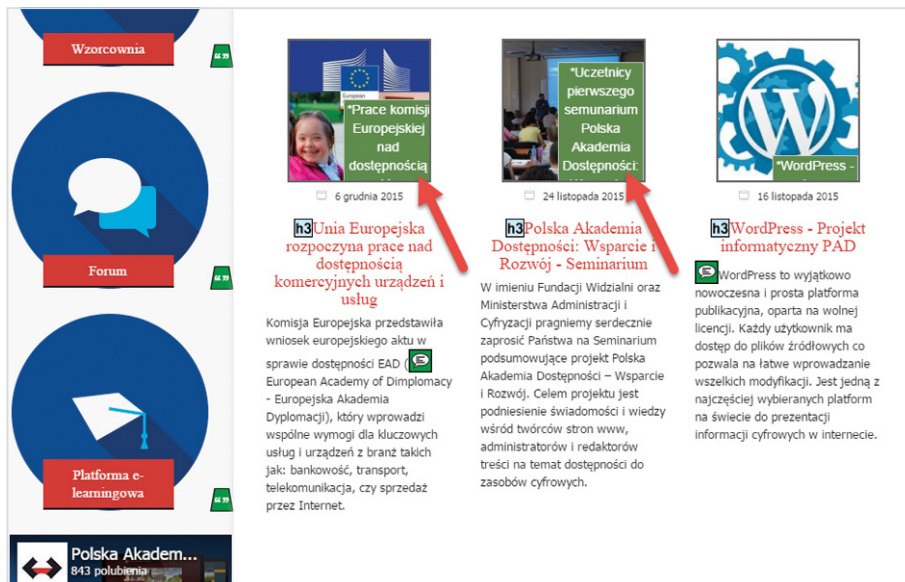 Wzorcownia
Forum
Platforma e-
learningowa
Polska Akadem...
843 polubienia
European
*Prace komisji
Europejskiej
nad
dostępnością
6 grudnia 2015
h3 Unia Europejska
rozpoczyna prace nad
dostępnością
komercyjnych urządzeń i
usług
Komisja Europejska przedstawiła
wniosek europejskiego aktu w
sprawie dostępności EAD (
European Academy of Dimplomacy
- Europejska Akademia
Dyplomacji), który wprowadzi
wspólne wymogi dla kluczowych
usług i urządzeń z branż takich
jak: bankowość, transport,
telekomunikacja, czy sprzedaż
przez Internet.
*Uczetnicy
pierwszego
semunarium
Polska
Akademia
Dostępności:
24 listopada 2015
h3 Polska Akademia
Dostępności: Wsparcie i
Rozwój - Seminarium
W imieniu Fundacji Widzialni oraz
Ministerstwa Administracji i
Cyfryzacji pragniemy serdecznie
zaprosić Państwa na Seminarium
podsumowujące projekt Polska
Akademia Dostępności – Wsparcie
i Rozwój. Celem projektu jest
podniesienie świadomości i wiedzy
wśród twórców stron www,
administratorów i redaktorów
treści na temat dostępności do
zasobów cyfrowych.
*WordPress -
16 listopada 2015
h3 WordPress - Projekt
informatyczny PAD
WordPress to wyjątkowo
nowoczesna i prosta platforma
publikacyjna, oparta na wolnej
licencji. Każdy użytkownik ma
dostęp do plików źródłowych co
pozwala na łatwe wprowadzanie
wszelkich modyfikacji. Jest jedną z
najczęściej wybieranych platform
na świecie do prezentacji
informacji cyfrowych w internecie.